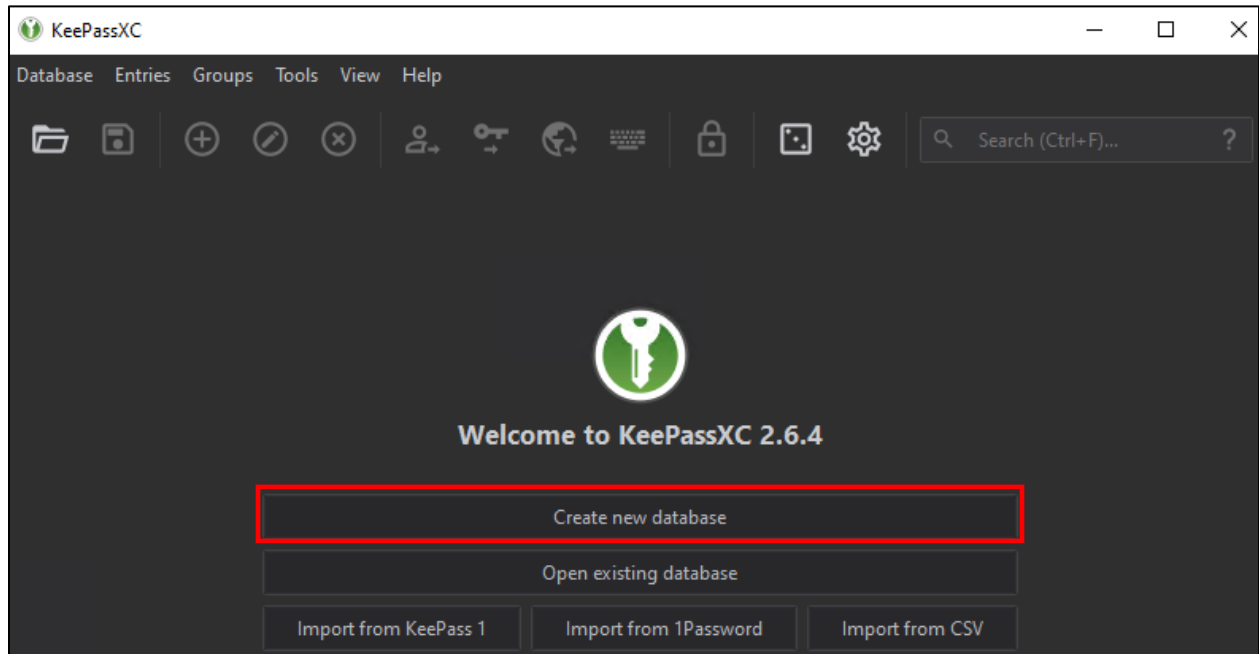 KeePassXC
Database Entries Groups Tools View Help
Search (Ctrl+F)... ?
Welcome to KeePassXC 2.6.4
Create new database
Open existing database
Import from KeePass 1 Import from 1Password Import from CSV